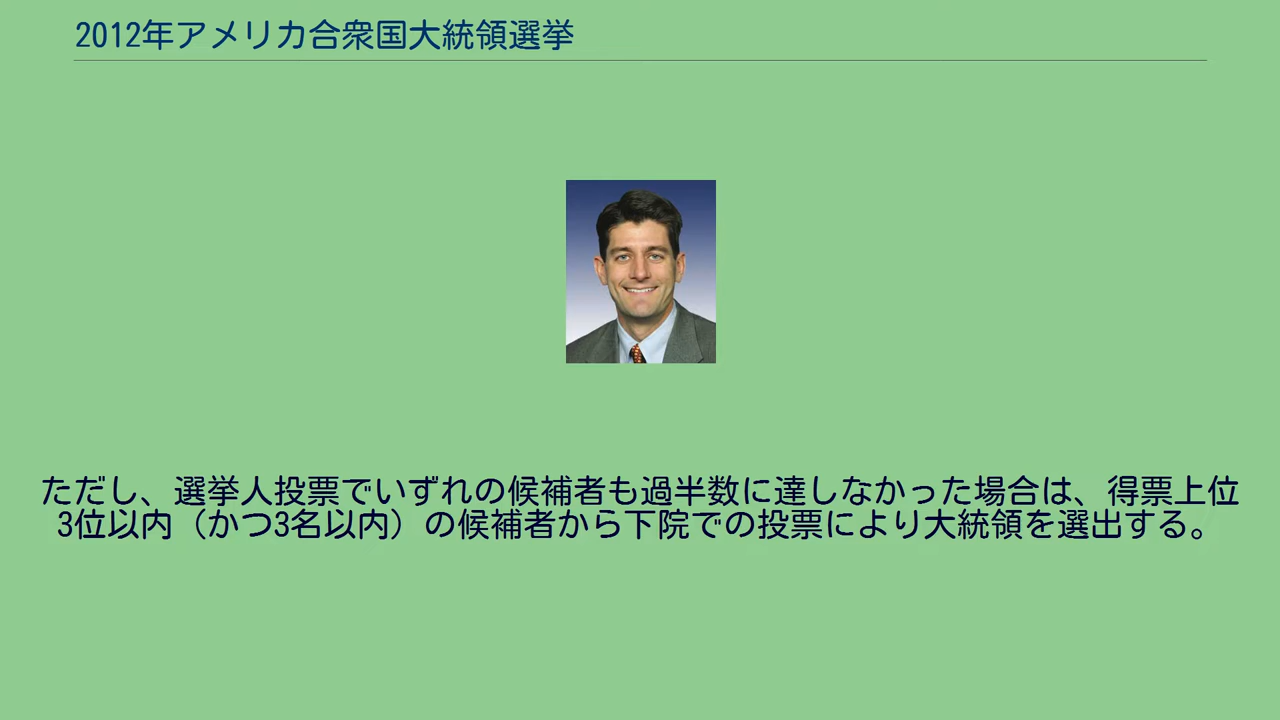 2012年アメリカ合衆国大統領選挙
ただし、選挙人投票でいずれの候補者も過半数に達しなかった場合は、得票上位
3位以内（かつ3名以内）の候補者から下院での投票により大統領を選出する。